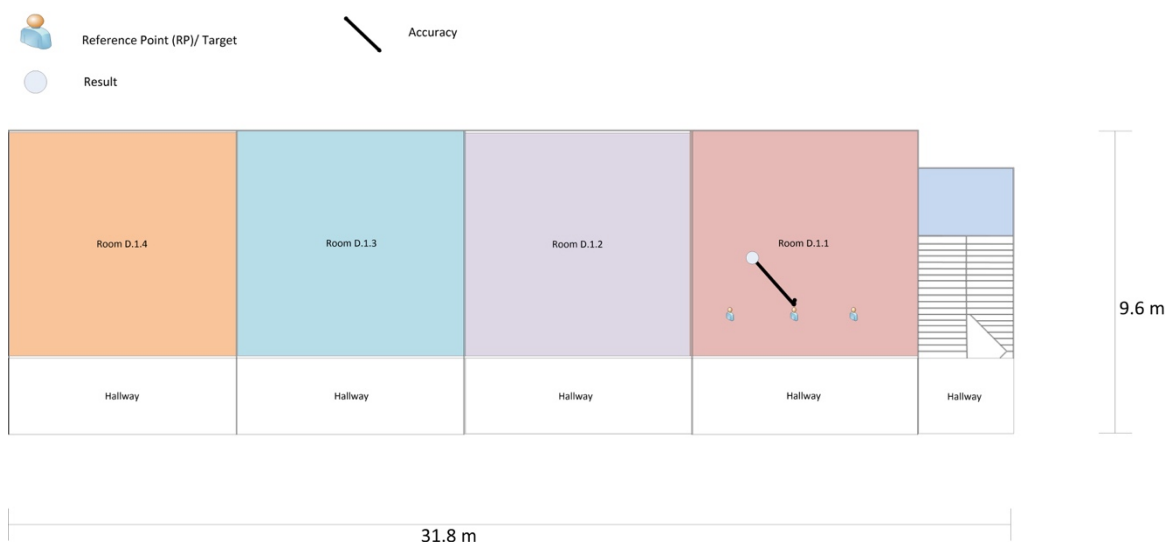 Reference Point (RP)/ Target
Accuracy
Result
Room D.1.4
Room D.1.3
Room D.1.2
Room D.1.1
9.6 m
Hallway
Hallway
Hallway
Hallway
Hallway
31.8 m